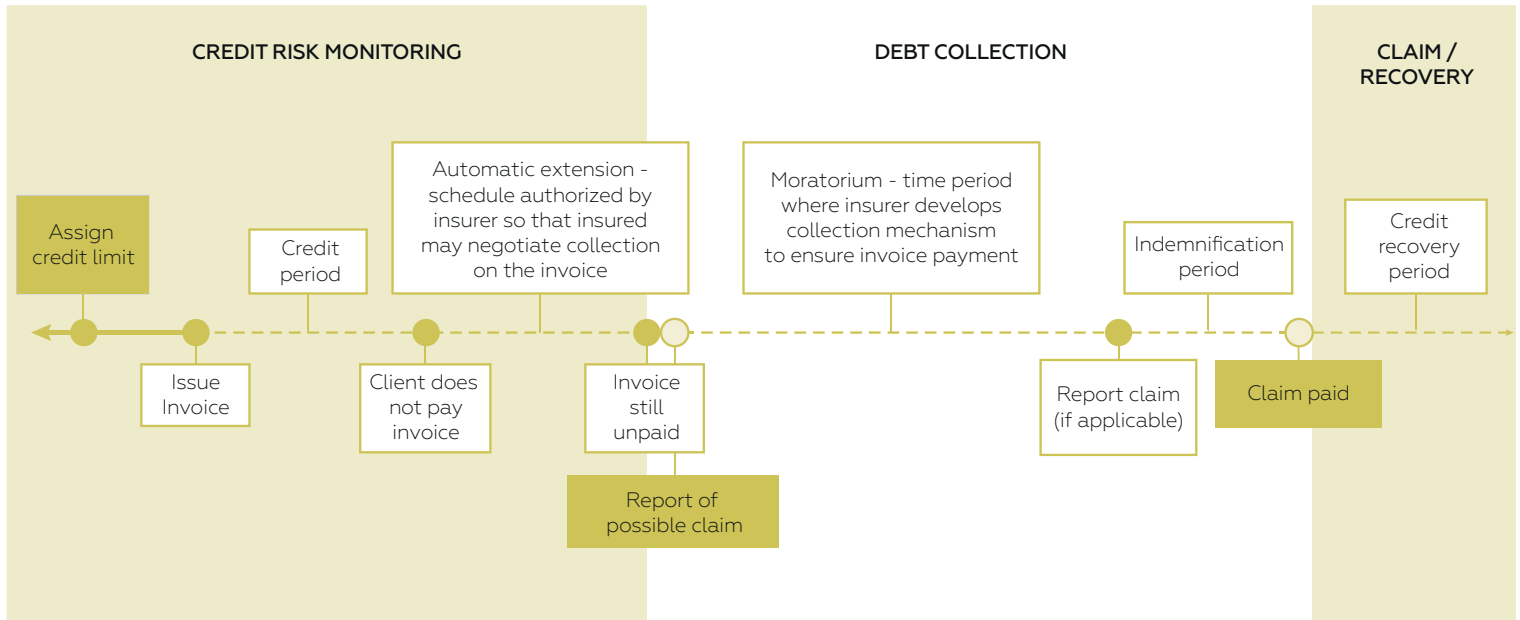 CREDIT RISK MONITORING
DEBT COLLECTION
CLAIM /
RECOVERY
Assign
credit limit
Issue
Invoice
Credit
period
Client does
not pay
invoice
Automatic extension -
schedule authorized by
insurer so that insured
may negotiate collection
on the invoice
Invoice
still
unpaid
Report of
possible claim
Moratorium - time period
where insurer develops
collection mechanism
to ensure invoice payment
Report claim
(if applicable)
Indemnification
period
Claim paid
Credit
recovery
period